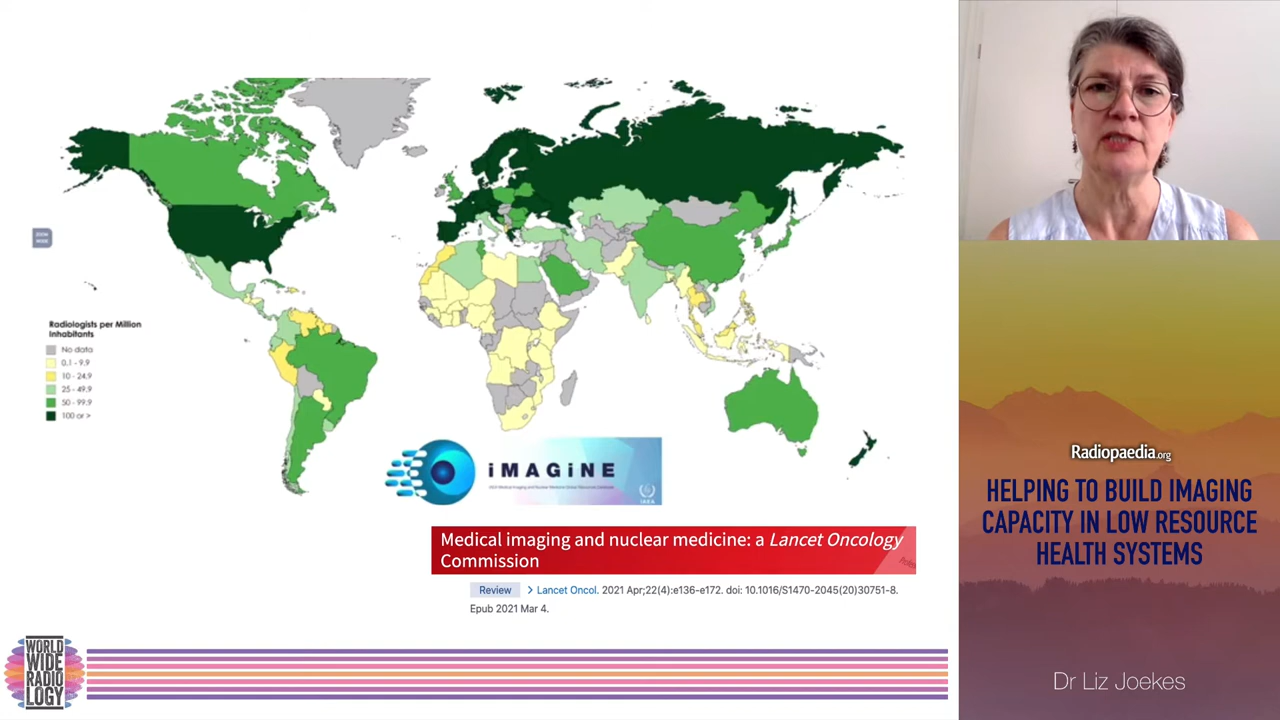 Radiologists per Million
Inhabitants
No data
0.1 - 9.9
10 - 24.9
25 - 49.9
50 - 99.9
100 or >
iMAGiNE
IAEA
Medical imaging and nuclear medicine: a Lancet Oncology
Commission
Review > Lancet Oncol. 2021 Apr;22(4):e136-e172. doi: 10.1016/S1470-2045(20)30751-8.
Epub 2021 Mar 4.
WORLD
WIDE
RADIO
LOGY
Radiopaedia.org
HELPING TO BUILD IMAGING
CAPACITY IN LOW RESOURCE
HEALTH SYSTEMS
Dr Liz Joekes